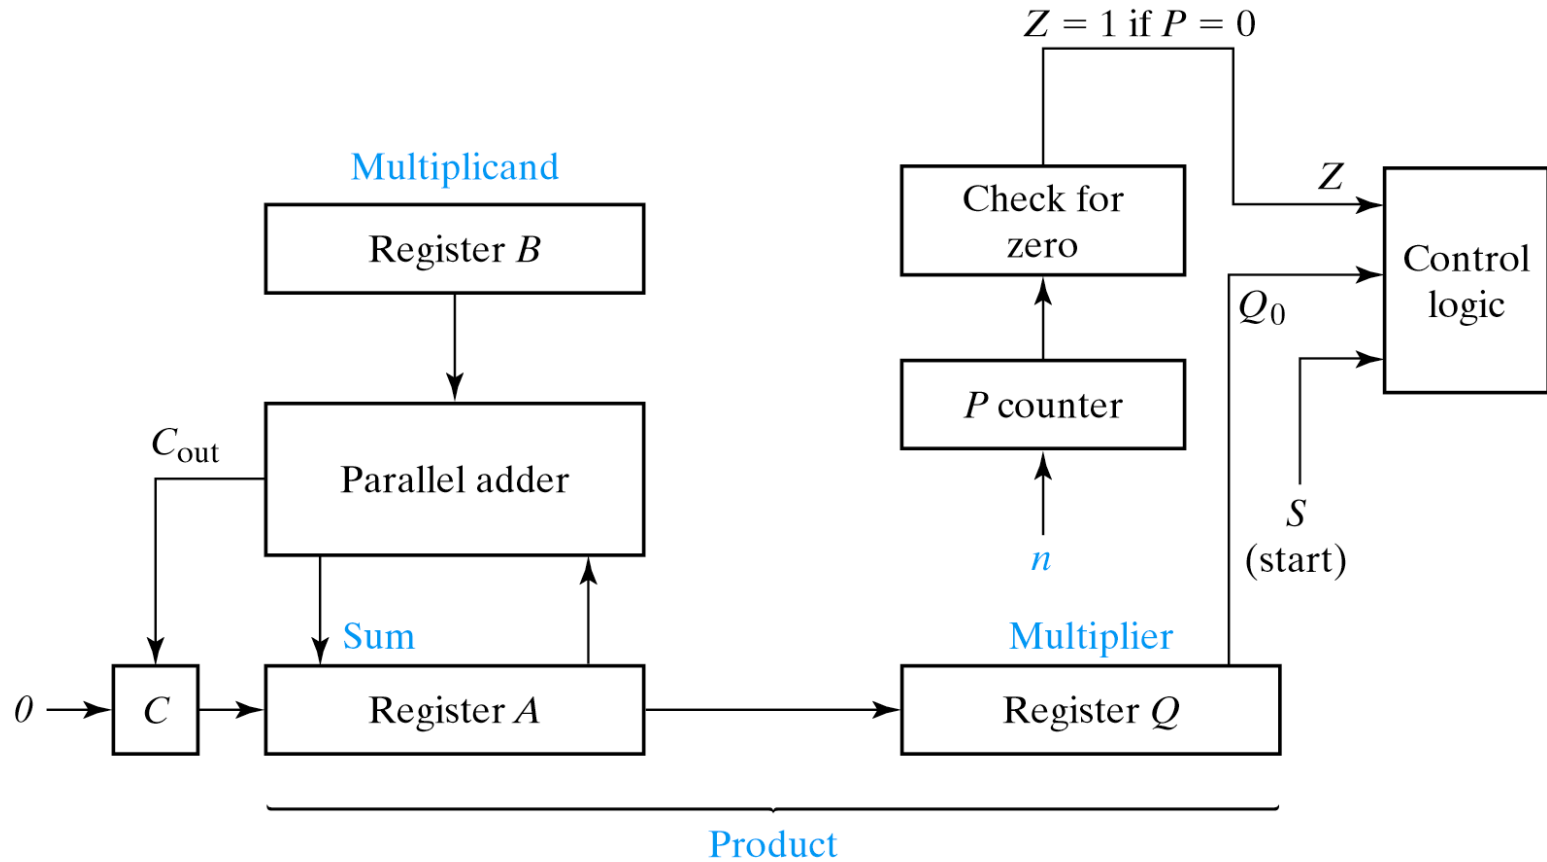 Z = 1 if P = 0
Multiplicand
Register B
Check for
zero
Z
Control
logic
Q₀
P counter
C_out
Parallel adder
S
(start)
n
Sum
Multiplier
0
C
Register A
Register Q
Product